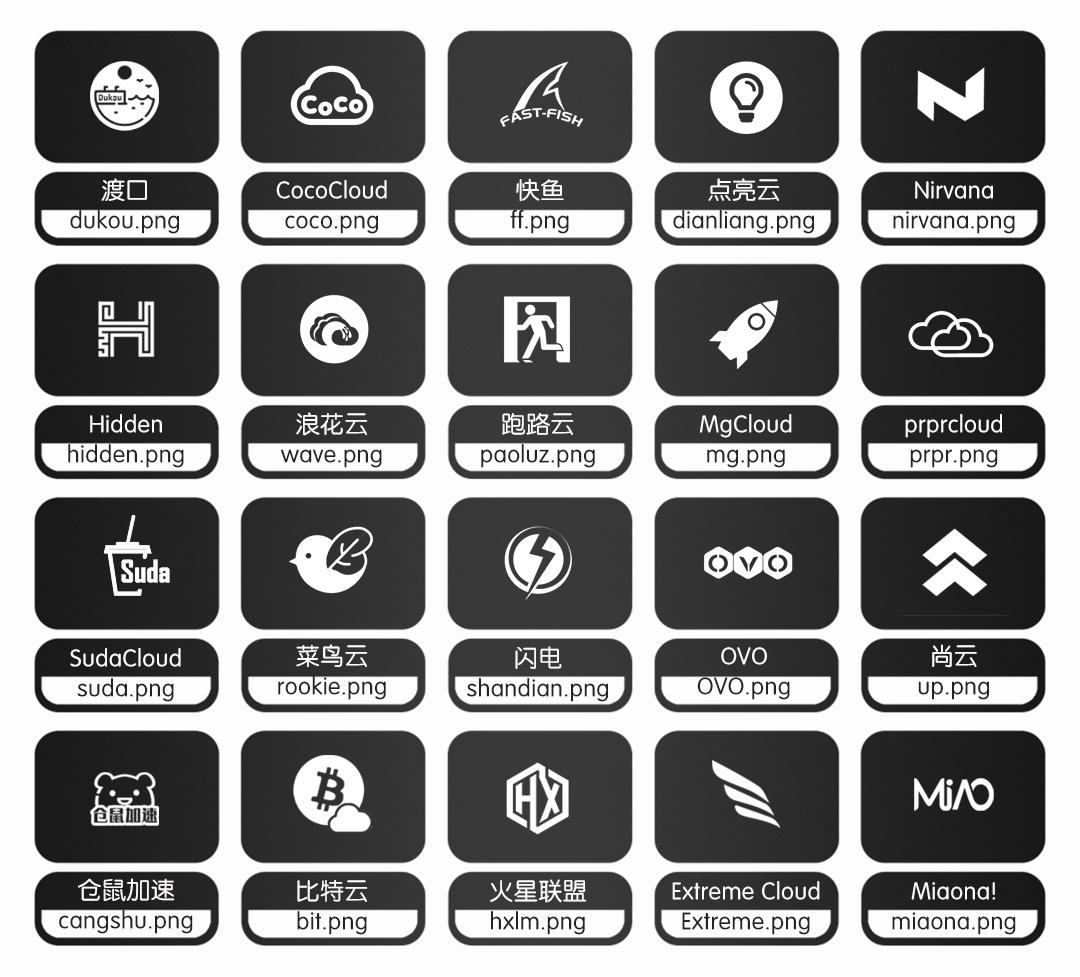 Dukou
CoCo
FAST-FISH
渡口
CocoCloud
快鱼
点亮云
Nirvana
dukou.png
coco.png
ff.png
dianliang.png
nirvana.png
H
Hidden
浪花云
跑路云
MgCloud
prprcloud
hidden.png
wave.png
paoluz.png
mg.png
prpr.png
Suda
OVO
SudaCloud
菜鸟云
闪电
OVO
尚云
suda.png
rookie.png
shandian.png
OVO.png
up.png
仓鼠加速
HX
MiAO
仓鼠加速
比特云
火星联盟
Extreme Cloud
Miaona!
cangshu.png
bit.png
hxlm.png
Extreme.png
miaona.png